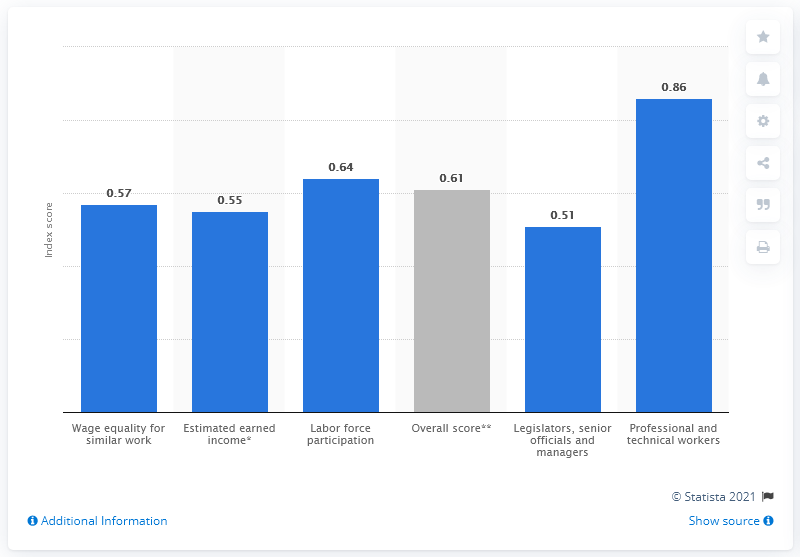 Index score
0.57
0.55
0.64
0.61
0.51
0.86
Wage equality for
similar work
Estimated earned
income*
Labor force
participation
Overall score**
Legislators, senior
officials and
managers
Professional and
technical workers
© Statista 2021
Additional Information
Show source